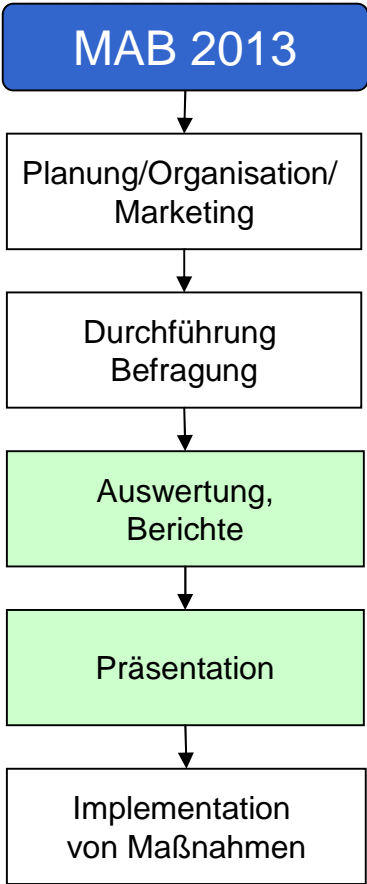 MAB 2013
Planung/Organisation/
Marketing
Durchführung
Befragung
Auswertung,
Berichte
Präsentation
Implementation
von Maßnahmen